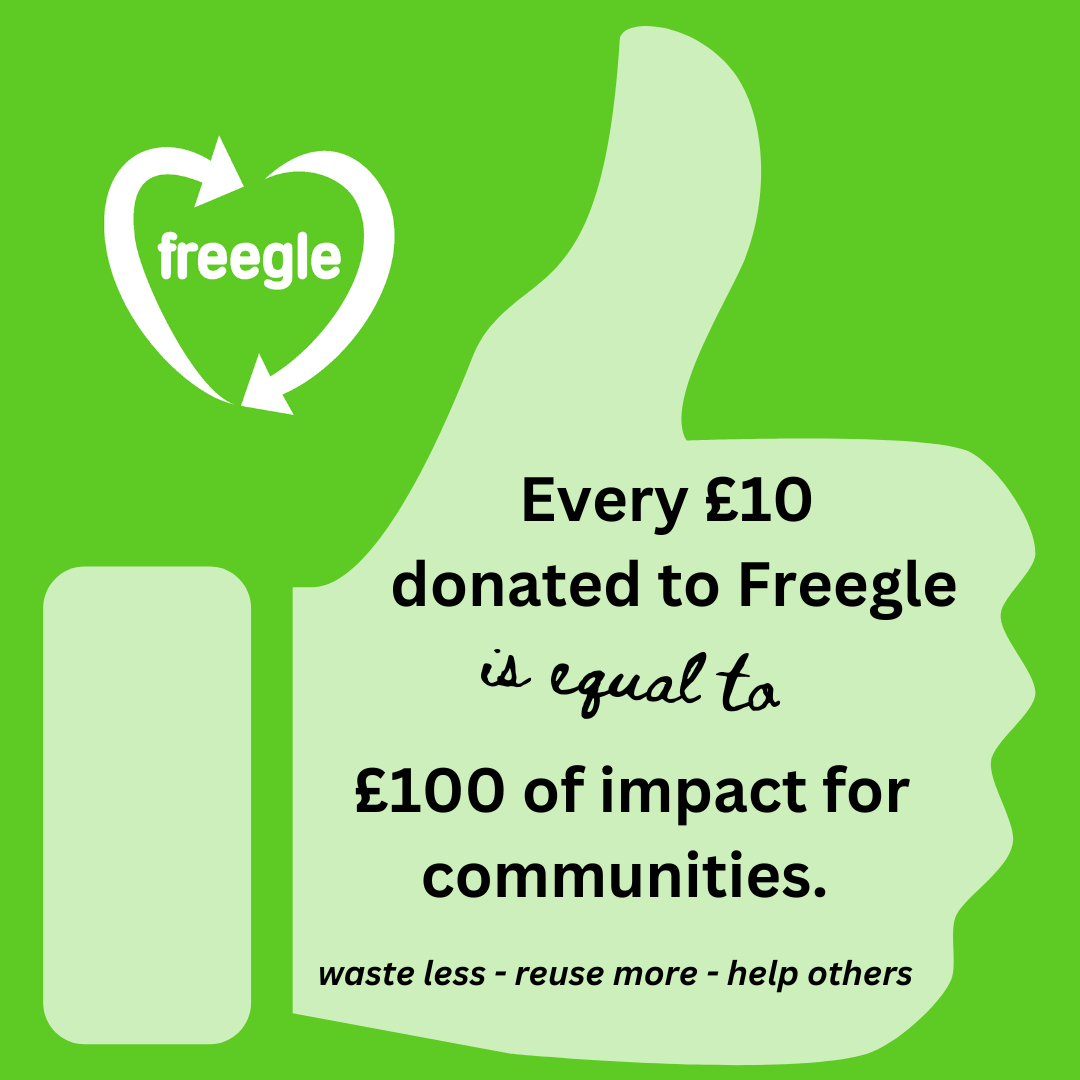 freegle
Every £10
donated to Freegle
is equal to
£100 of impact for
communities.
waste less - reuse more - help others